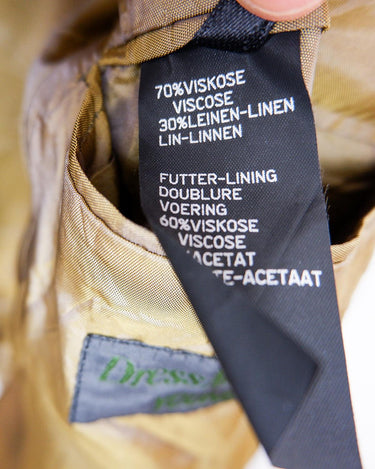 70%VISKOSE
VISCOSE
30%LEINEN-LINEN
LIN-LINNEN
FUTTER-LINING
DOUBLURE
VOERING
60%VISKOSE
VISCOSE
ACETAT
TE-ACETAAT